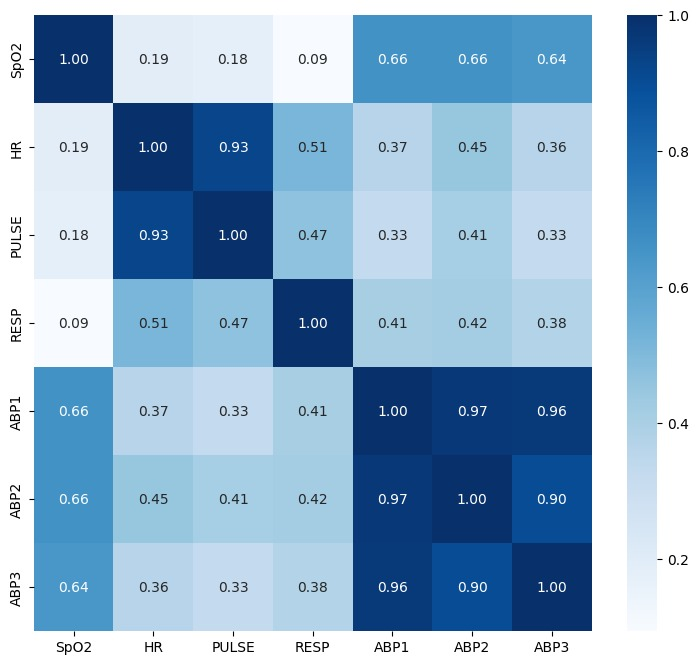 SpO2 1.00 0.19 0.18 0.09 0.66 0.66 0.64
HR 0.19 1.00 0.93 0.51 0.37 0.45 0.36
PULSE 0.18 0.93 1.00 0.47 0.33 0.41 0.33
RESP 0.09 0.51 0.47 1.00 0.41 0.42 0.38
ABP1 0.66 0.37 0.33 0.41 1.00 0.97 0.96
ABP2 0.66 0.45 0.41 0.42 0.97 1.00 0.90
ABP3 0.64 0.36 0.33 0.38 0.96 0.90 1.00
SpO2 HR PULSE RESP ABP1 ABP2 ABP3
1.0
0.8
0.6
0.4
0.2